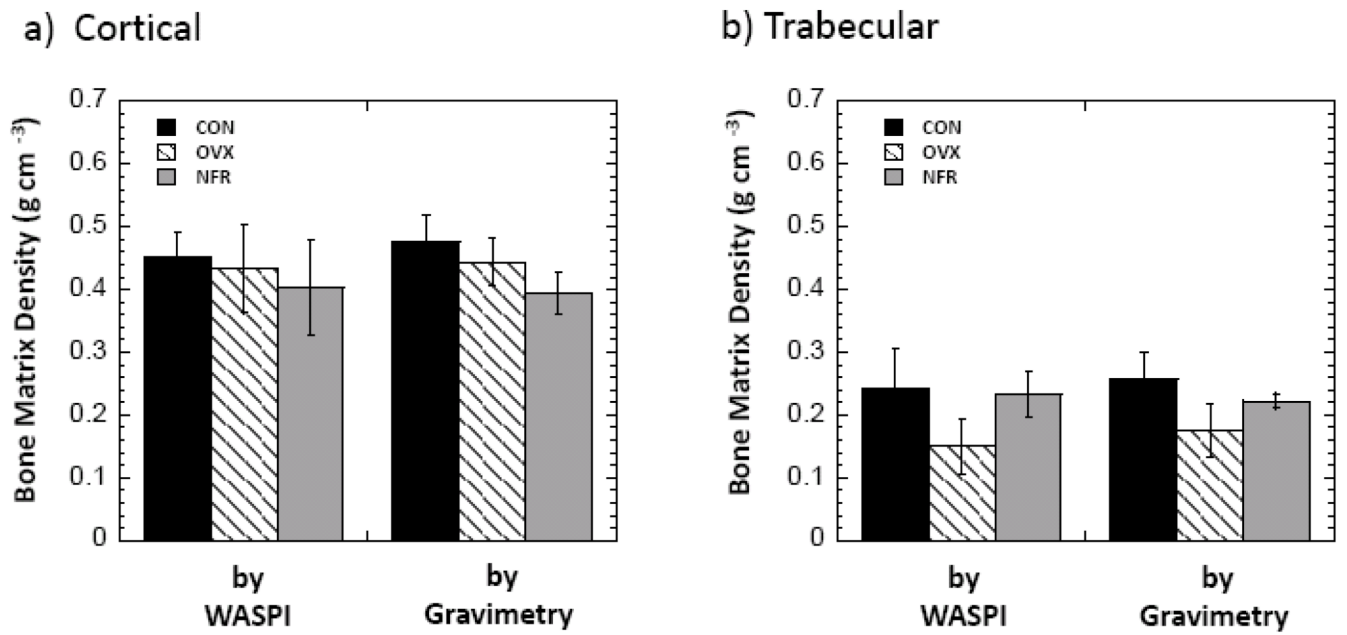 a) Cortical
Bone Matrix Density (g cm -3)
0.7
0.6
0.5
0.4
0.3
0.2
0.1
0
CON
OVX
NFR
by
WASPI
by
Gravimetry
b) Trabecular
Bone Matrix Density (g cm -3)
0.7
0.6
0.5
0.4
0.3
0.2
0.1
0
CON
OVX
NFR
by
WASPI
by
Gravimetry